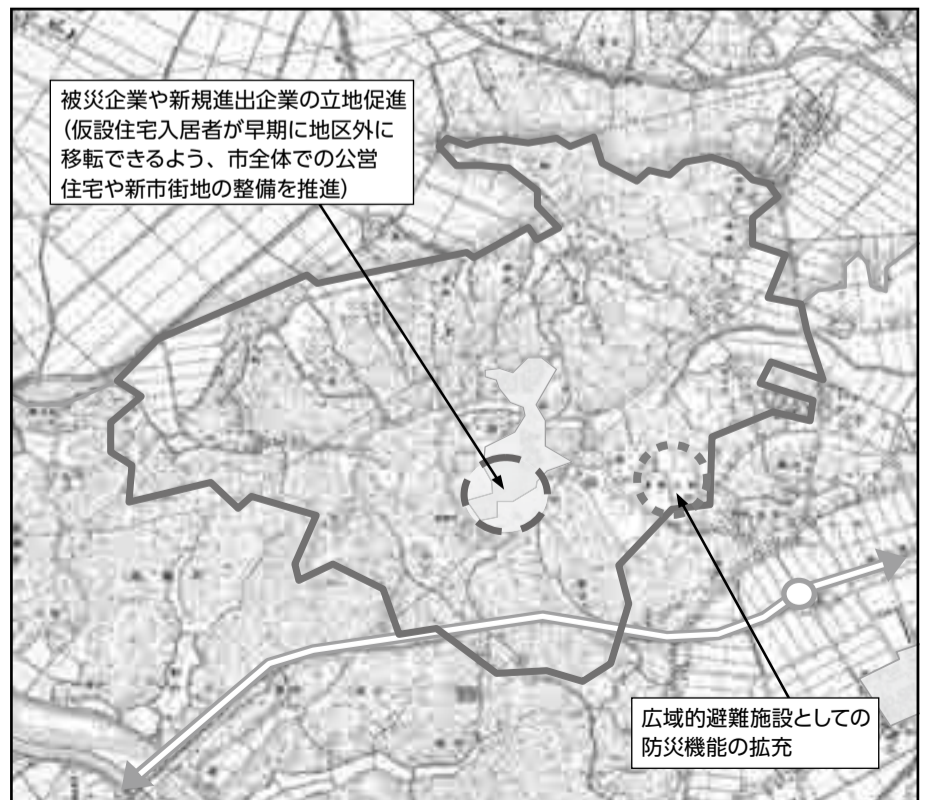 被災企業や新規進出企業の立地促進
（仮設住宅入居者が早期に地区外に
移転できるよう、市全体での公営
住宅や新市街地の整備を推進）
広域的避難施設としての
防災機能の拡充